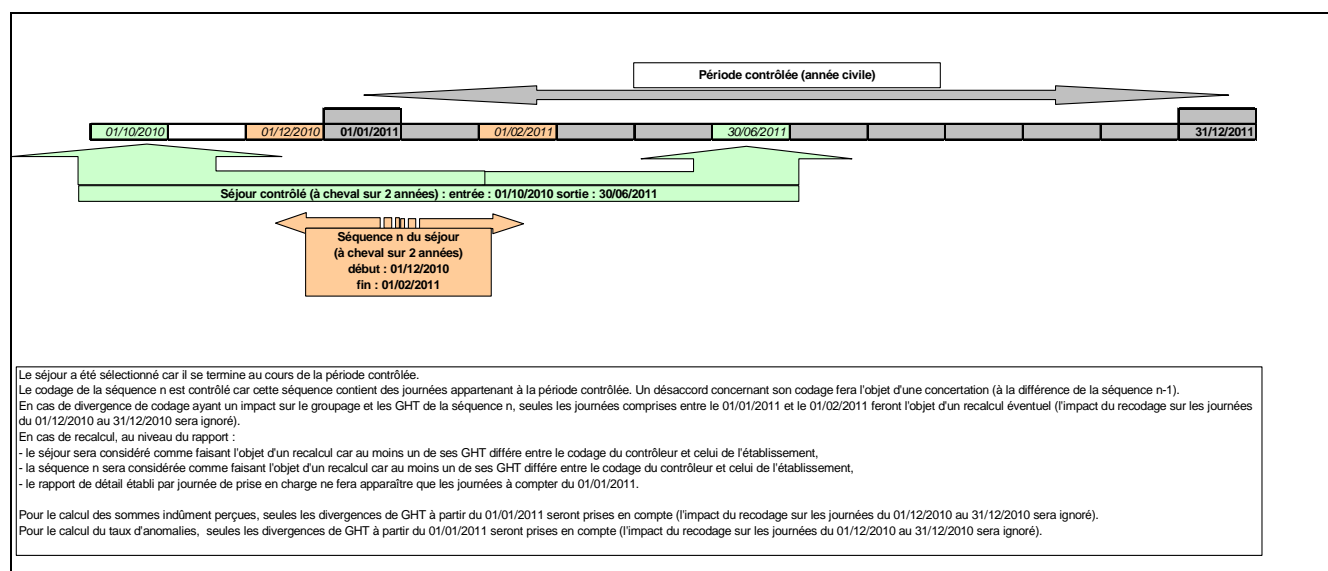 Période contrôlée (année civile)
01/10/2010 01/12/2010 01/01/2011 01/02/2011 30/06/2011 31/12/2011
Séjour contrôlé (à cheval sur 2 années) : entrée : 01/10/2010 sortie : 30/06/2011
Séquence n du séjour
(à cheval sur 2 années)
début : 01/12/2010
fin : 01/02/2011
Le séjour a été sélectionné car il se termine au cours de la période contrôlée.
Le codage de la séquence n est contrôlé car cette séquence contient des journées appartenant à la période contrôlée. Un désaccord concernant son codage fera l'objet d'une concertation (à la différence de la séquence n-1).
En cas de divergence de codage ayant un impact sur le groupage et les GHT de la séquence n, seules les journées comprises entre le 01/01/2011 et le 01/02/2011 feront l'objet d'un recalcul éventuel (l'impact du recodage sur les journées
du 01/12/2010 au 31/12/2010 sera ignoré).
En cas de recalcul, au niveau du rapport :
- le séjour sera considéré comme faisant l'objet d'un recalcul car au moins un de ses GHT différe entre le codage du contrôleur et celui de l'établissement,
- la séquence n sera considérée comme faisant l'objet d'un recalcul car au moins un de ses GHT différe entre le codage du contrôleur et celui de l'établissement,
- le rapport de détail établi par journée de prise en charge ne fera apparaître que les journées à compter du 01/01/2011.
Pour le calcul des sommes indûment perçues, seules les divergences de GHT à partir du 01/01/2011 seront prises en compte (l'impact du recodage sur les journées du 01/12/2010 au 31/12/2010 sera ignoré).
Pour le calcul du taux d'anomalies, seules les divergences de GHT à partir du 01/01/2011 seront prises en compte (l'impact du recodage sur les journées du 01/12/2010 au 31/12/2010 sera ignoré).